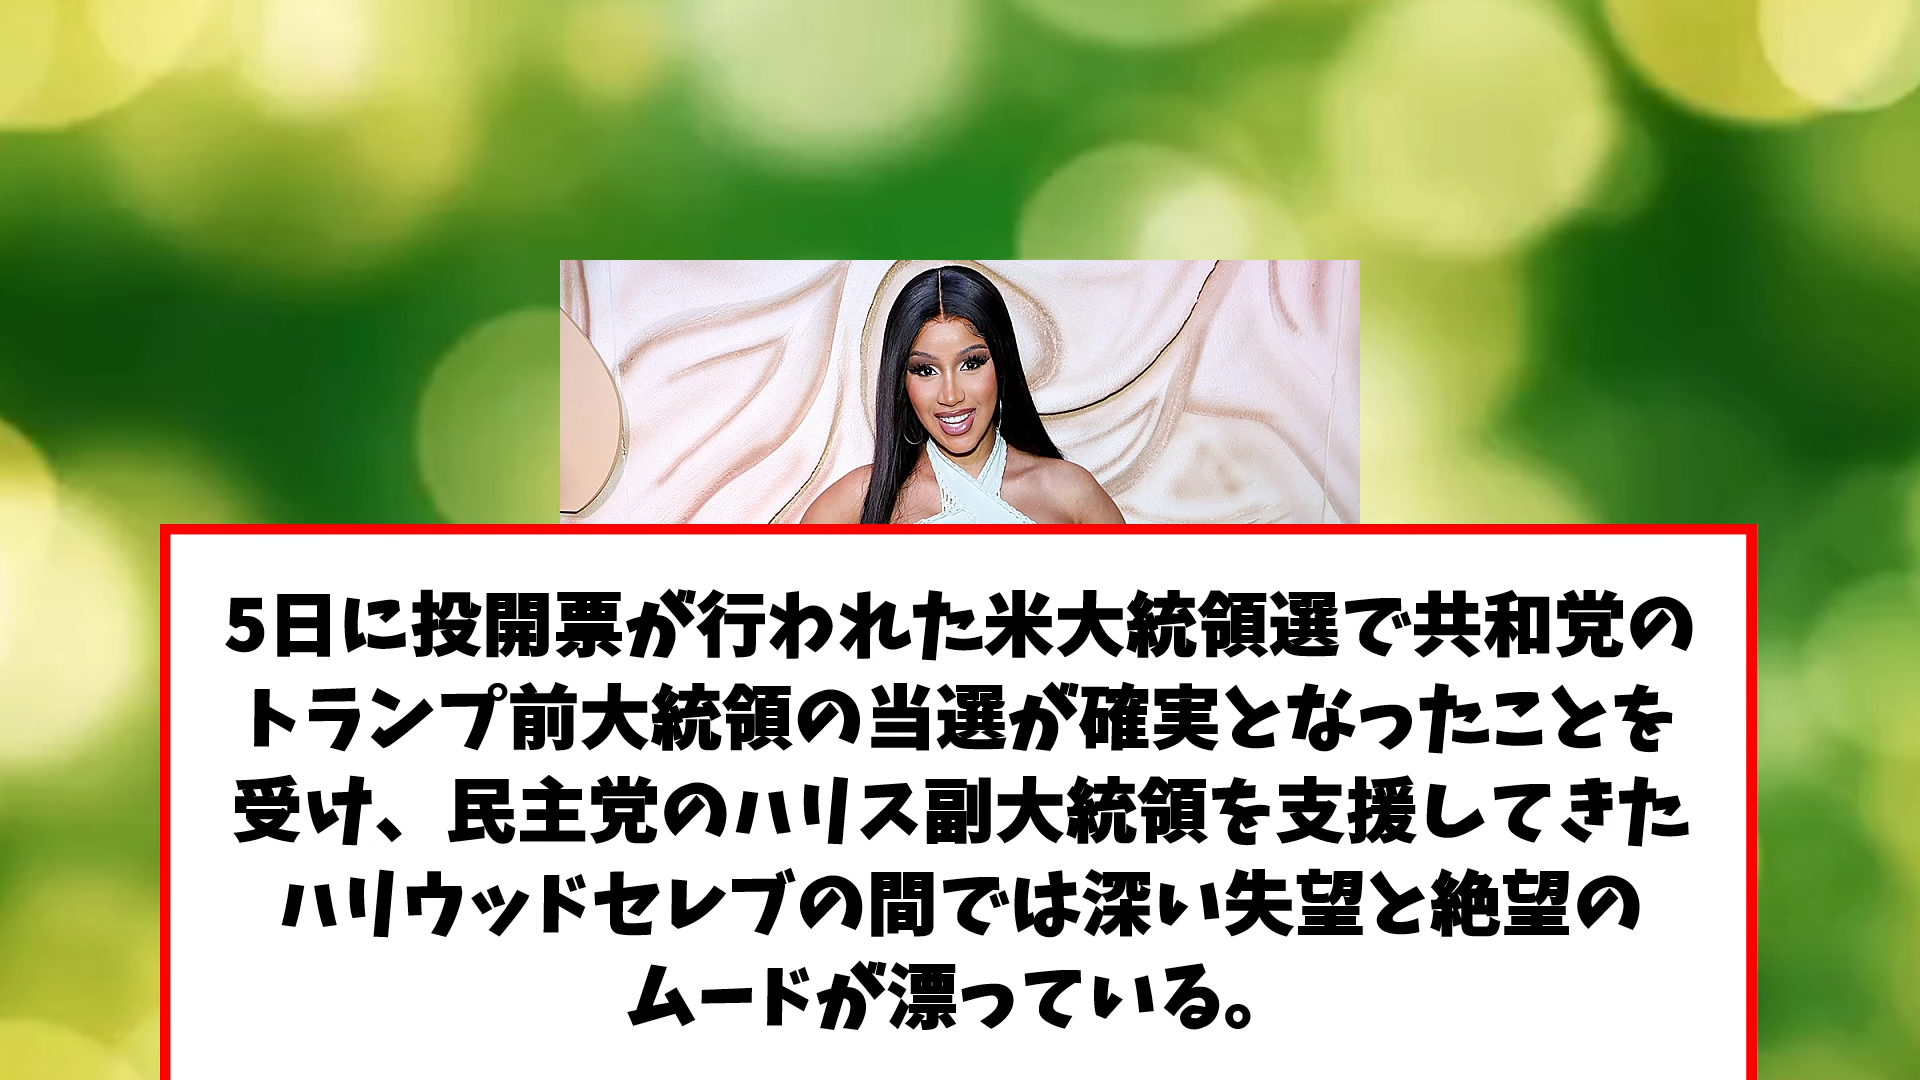 5日に投開票が行われた米大統領選で共和党の
トランプ前大統領の当選が確実となったことを
受け、民主党のハリス副大統領を支援してきた
ハリウッドセレブの間では深い失望と絶望の
ムードが漂っている。